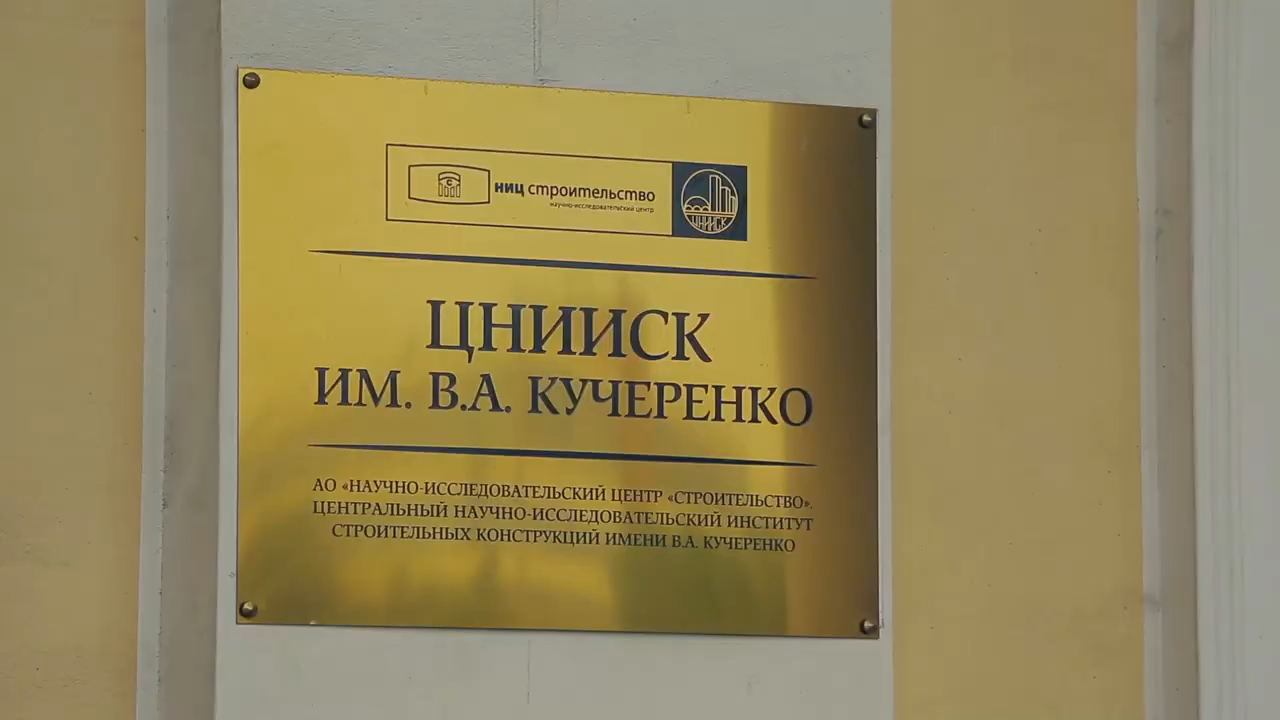 С
НИЦ строительство
научно-исследовательский центр
ЦНИИСК
ЦНИИСК
ИМ. В.А. КУЧЕРЕНКО
АО «НАУЧНО-ИССЛЕДОВАТЕЛЬСКИЙ ЦЕНТР «СТРОИТЕЛЬСТВО».
ЦЕНТРАЛЬНЫЙ НАУЧНО-ИССЛЕДОВАТЕЛЬСКИЙ ИНСТИТУТ
СТРОИТЕЛЬНЫХ КОНСТРУКЦИЙ ИМЕНИ В.А. КУЧЕРЕНКО